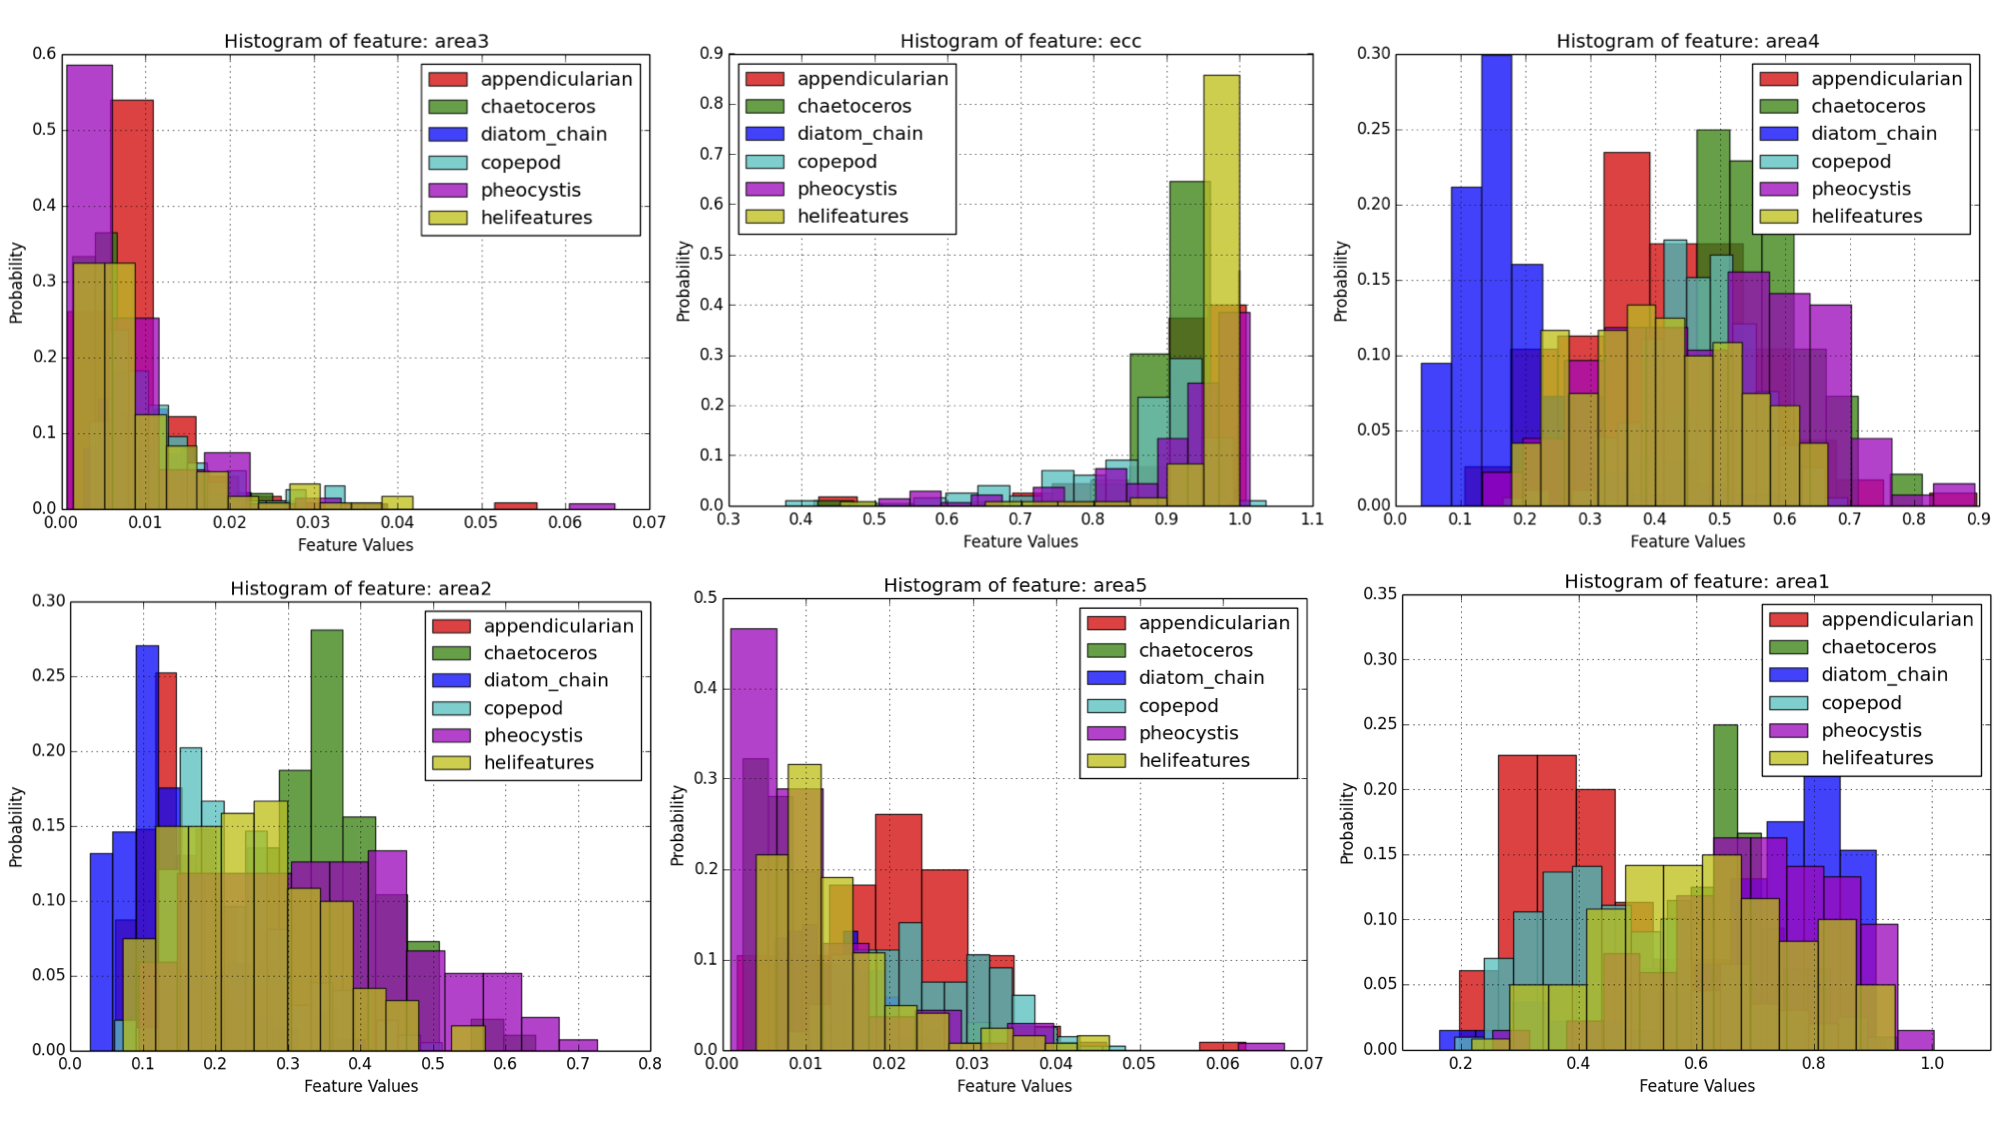 Histogram of feature: area3
0.6
0.5
0.4
0.3
0.2
0.1
0.0
Probability
appendicularian
chaetoceros
diatom_chain
copepod
pheocystis
helifeatures
0.00 0.01 0.02 0.03 0.04 0.05 0.06 0.07
Feature Values
Histogram of feature: ecc
0.9
0.8
0.7
0.6
0.5
0.4
0.3
0.2
0.1
0.0
Probability
appendicularian
chaetoceros
diatom_chain
copepod
pheocystis
helifeatures
0.3 0.4 0.5 0.6 0.7 0.8 0.9 1.0 1.1
Feature Values
Histogram of feature: area4
0.30
0.25
0.20
0.15
0.10
0.05
0.00
Probability
appendicularian
chaetoceros
diatom_chain
copepod
pheocystis
helifeatures
0.0 0.1 0.2 0.3 0.4 0.5 0.6 0.7 0.8 0.9
Feature Values
Histogram of feature: area2
0.30
0.25
0.20
0.15
0.10
0.05
0.00
Probability
appendicularian
chaetoceros
diatom_chain
copepod
pheocystis
helifeatures
0.0 0.1 0.2 0.3 0.4 0.5 0.6 0.7 0.8
Feature Values
Histogram of feature: area5
0.5
0.4
0.3
0.2
0.1
0.0
Probability
appendicularian
chaetoceros
diatom_chain
copepod
pheocystis
helifeatures
0.00 0.01 0.02 0.03 0.04 0.05 0.06 0.07
Feature Values
Histogram of feature: area1
0.35
0.30
0.25
0.20
0.15
0.10
0.05
0.00
Probability
appendicularian
chaetoceros
diatom_chain
copepod
pheocystis
helifeatures
0.2 0.4 0.6 0.8 1.0
Feature Values